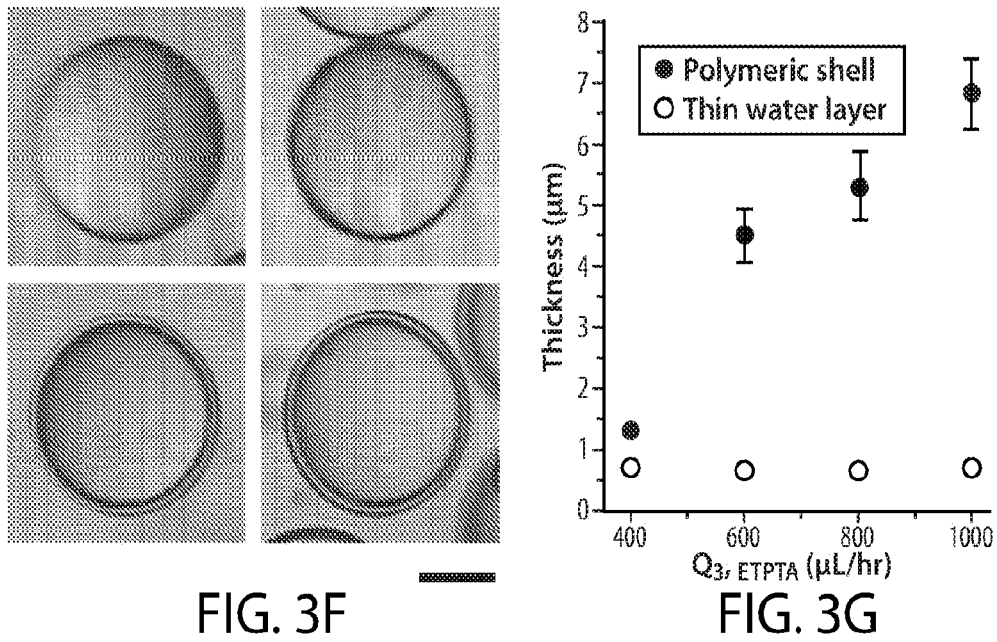 8
7
6
5
4
3
2
1
0
Thickness (μm)
Polymeric shell
Thin water layer
400 600 800 1000
Q3, ETPTA (μL/hr)
FIG. 3F
FIG. 3G